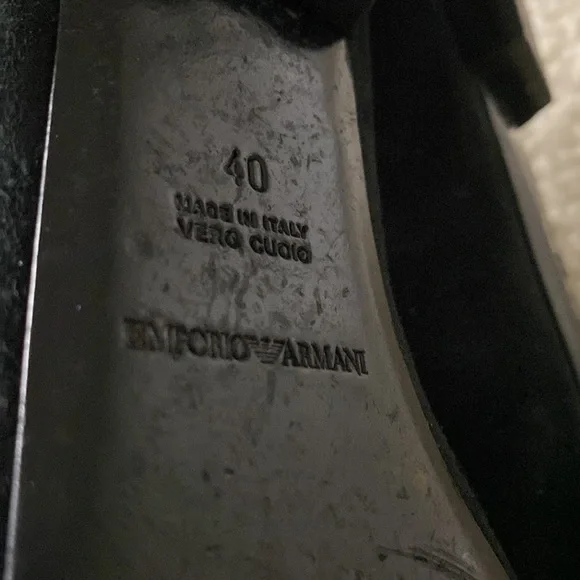 40
MADE IN ITALY
VERO CUOIO
EMPORIO ARMANI